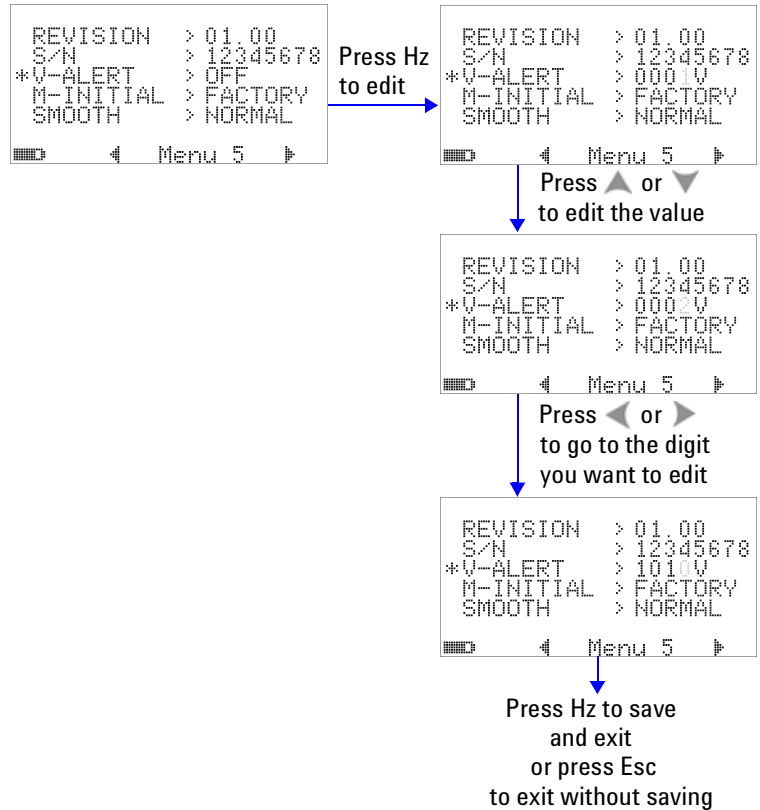 REVISION > 01.00
S/N > 12345678
*V-ALERT > OFF
M-INITIAL > FACTORY
SMOOTH > NORMAL
Menu 5
Press Hz
to edit
REVISION > 01.00
S/N > 12345678
*V-ALERT > 0001V
M-INITIAL > FACTORY
SMOOTH > NORMAL
Menu 5
Press or
to edit the value
REVISION > 01.00
S/N > 12345678
*V-ALERT > 0002V
M-INITIAL > FACTORY
SMOOTH > NORMAL
Menu 5
Press or
to go to the digit
you want to edit
REVISION > 01.00
S/N > 12345678
*V-ALERT > 1010V
M-INITIAL > FACTORY
SMOOTH > NORMAL
Menu 5
Press Hz to save
and exit
or press Esc
to exit without saving